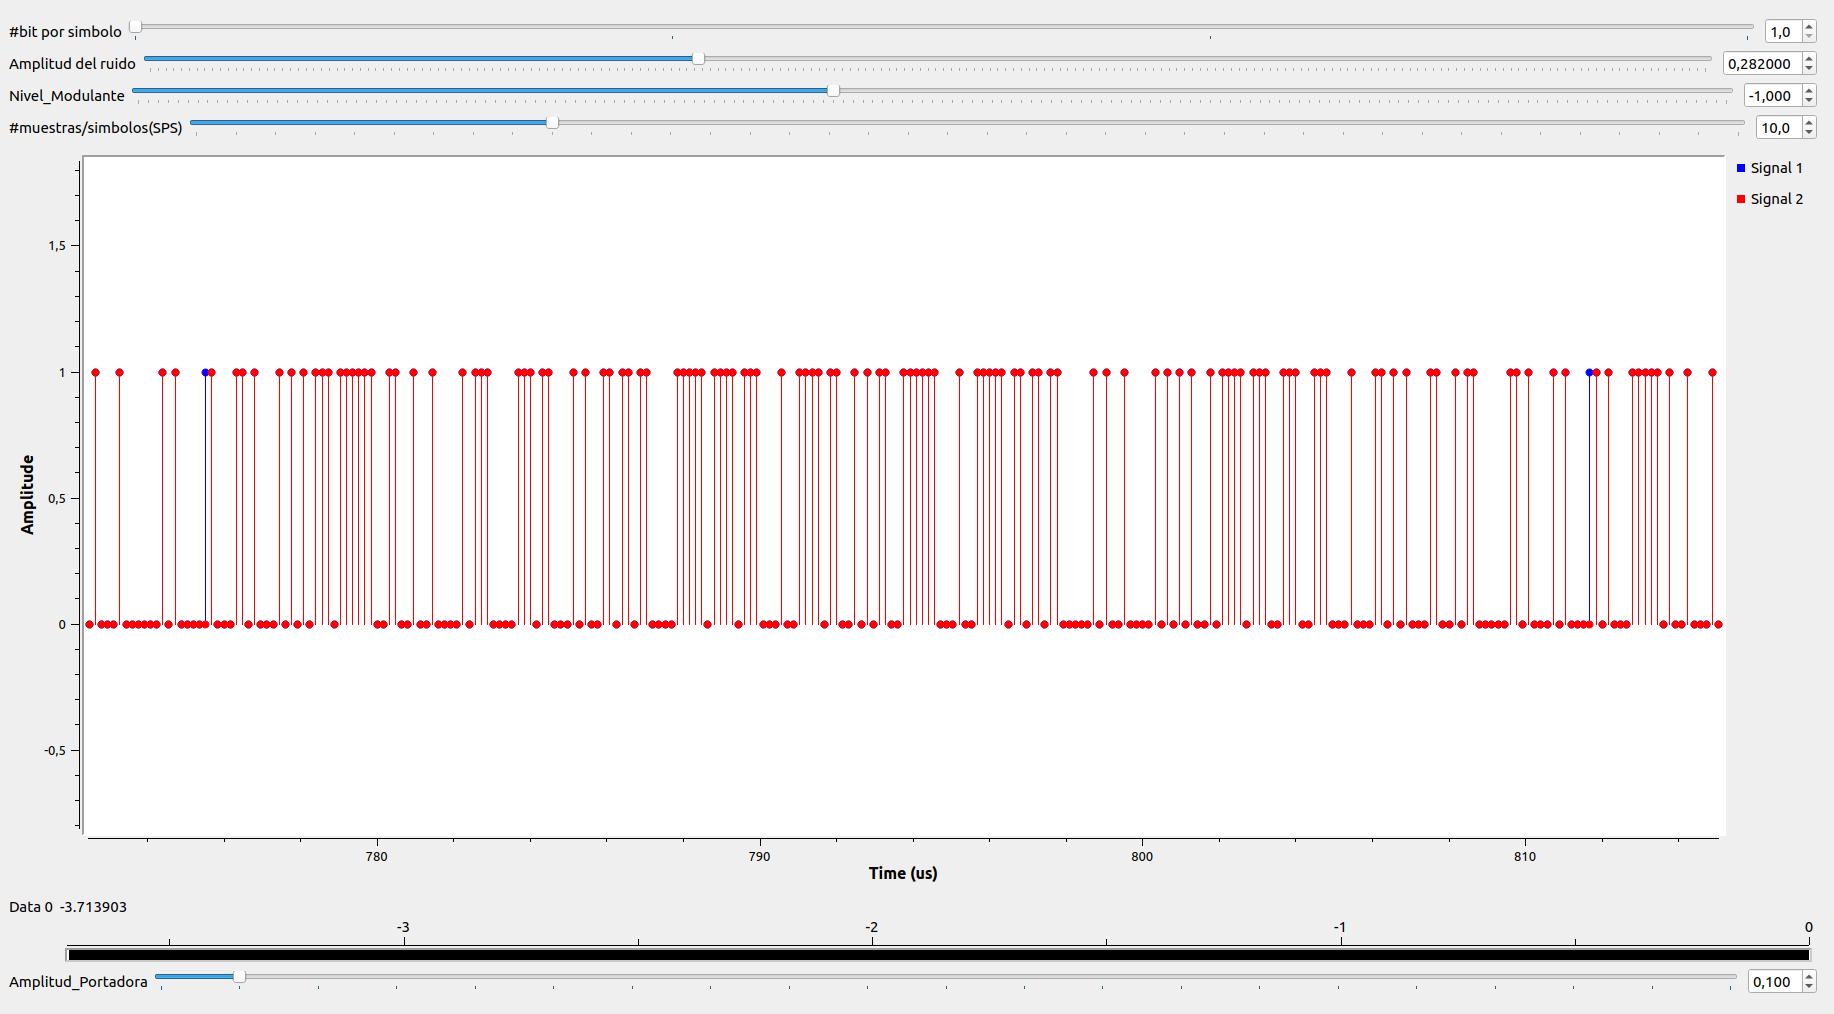 #bit por simbolo 1,0
Amplitud del ruido 0,282000
Nivel_Modulante -1,000
#muestras/simbolos(SPS) 10,0
Signal 1
Signal 2
1,5
1
0,5
0
-0,5
Amplitude
780 790 800 810
Time (us)
Data 0 -3.713903
-3 -2 -1 0
Amplitud_Portadora 0,100